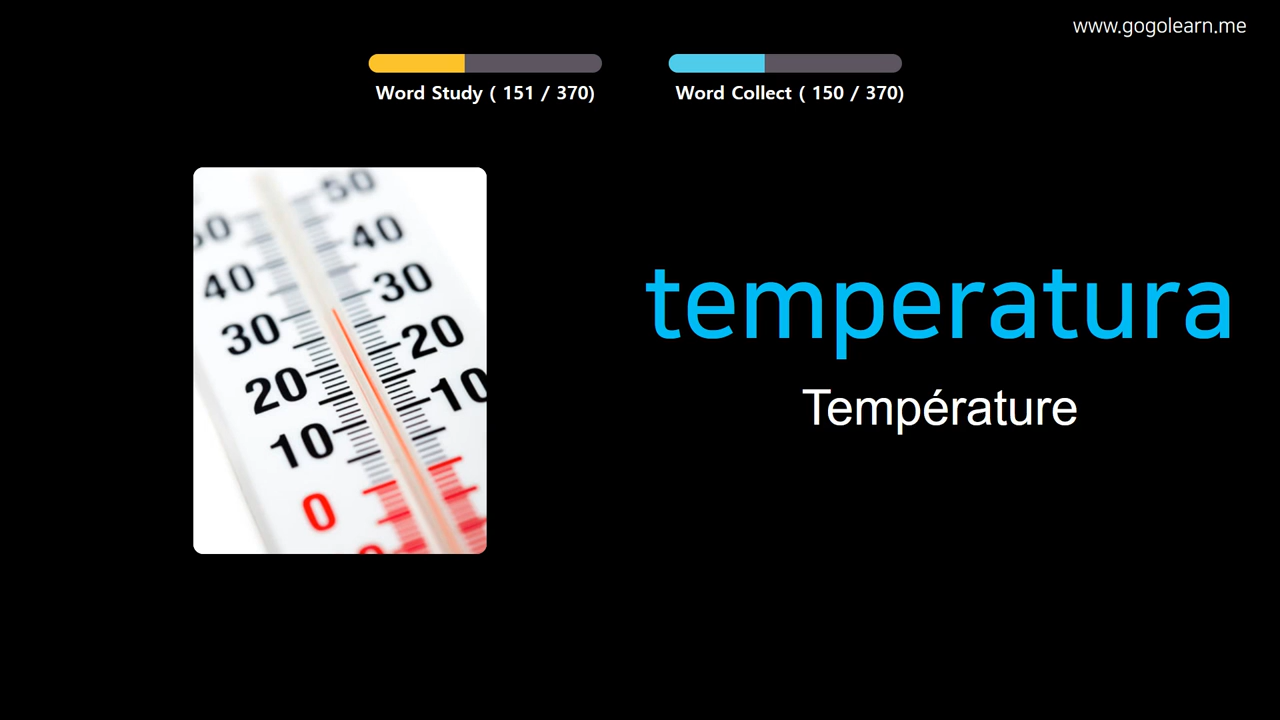 www.gogolearn.me
Word Study ( 151 / 370)
Word Collect ( 150 / 370)
50
50
40
40
30
30
20
20
10
10
0
temperatura
Température